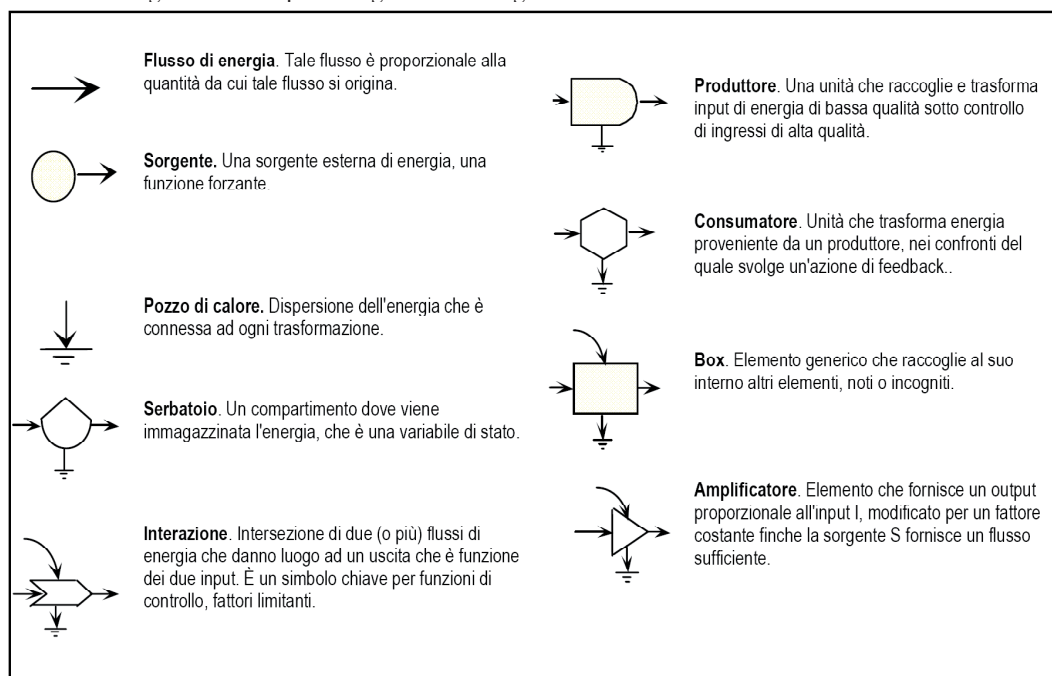 Flusso di energia. Tale flusso è proporzionale alla
quantità da cui tale flusso si origina.
Sorgente. Una sorgente esterna di energia, una
funzione forzante.
Pozzo di calore. Dispersione dell'energia che è
connessa ad ogni trasformazione.
Serbatoio. Un compartimento dove viene
immagazzinata l'energia, che è una variabile di stato.
Interazione. Intersezione di due (o più) flussi di
energia che danno luogo ad un uscita che è funzione
dei due input. È un simbolo chiave per funzioni di
controllo, fattori limitanti.
Produttore. Una unità che raccoglie e trasforma
input di energia di bassa qualità sotto controllo
di ingressi di alta qualità.
Consumatore. Unità che trasforma energia
proveniente da un produttore, nei confronti del
quale svolge un'azione di feedback..
Box. Elemento generico che raccoglie al suo
interno altri elementi, noti o incogniti.
Amplificatore. Elemento che fornisce un output
proporzionale all'input I, modificato per un fattore
costante finche la sorgente S fornisce un flusso
sufficiente.